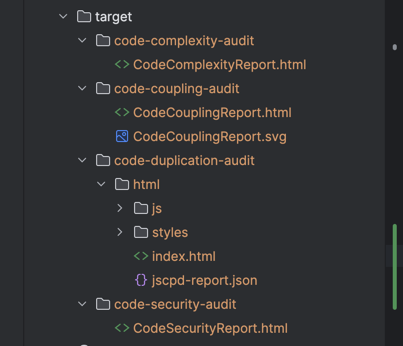 target
code-complexity-audit
CodeComplexityReport.html
code-coupling-audit
CodeCouplingReport.html
CodeCouplingReport.svg
code-duplication-audit
html
js
styles
index.html
jscpd-report.json
code-security-audit
CodeSecurityReport.html